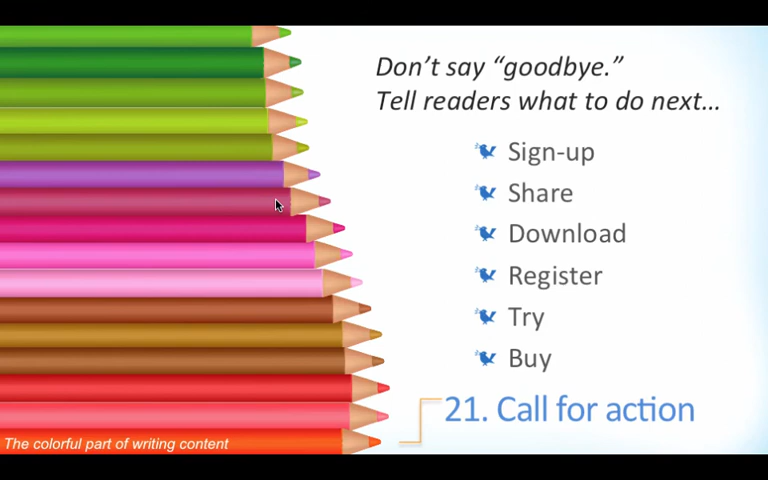 Don't say “goodbye.”
Tell readers what to do next…
Sign-up
Share
Download
Register
Try
Buy
21. Call for action
The colorful part of writing content